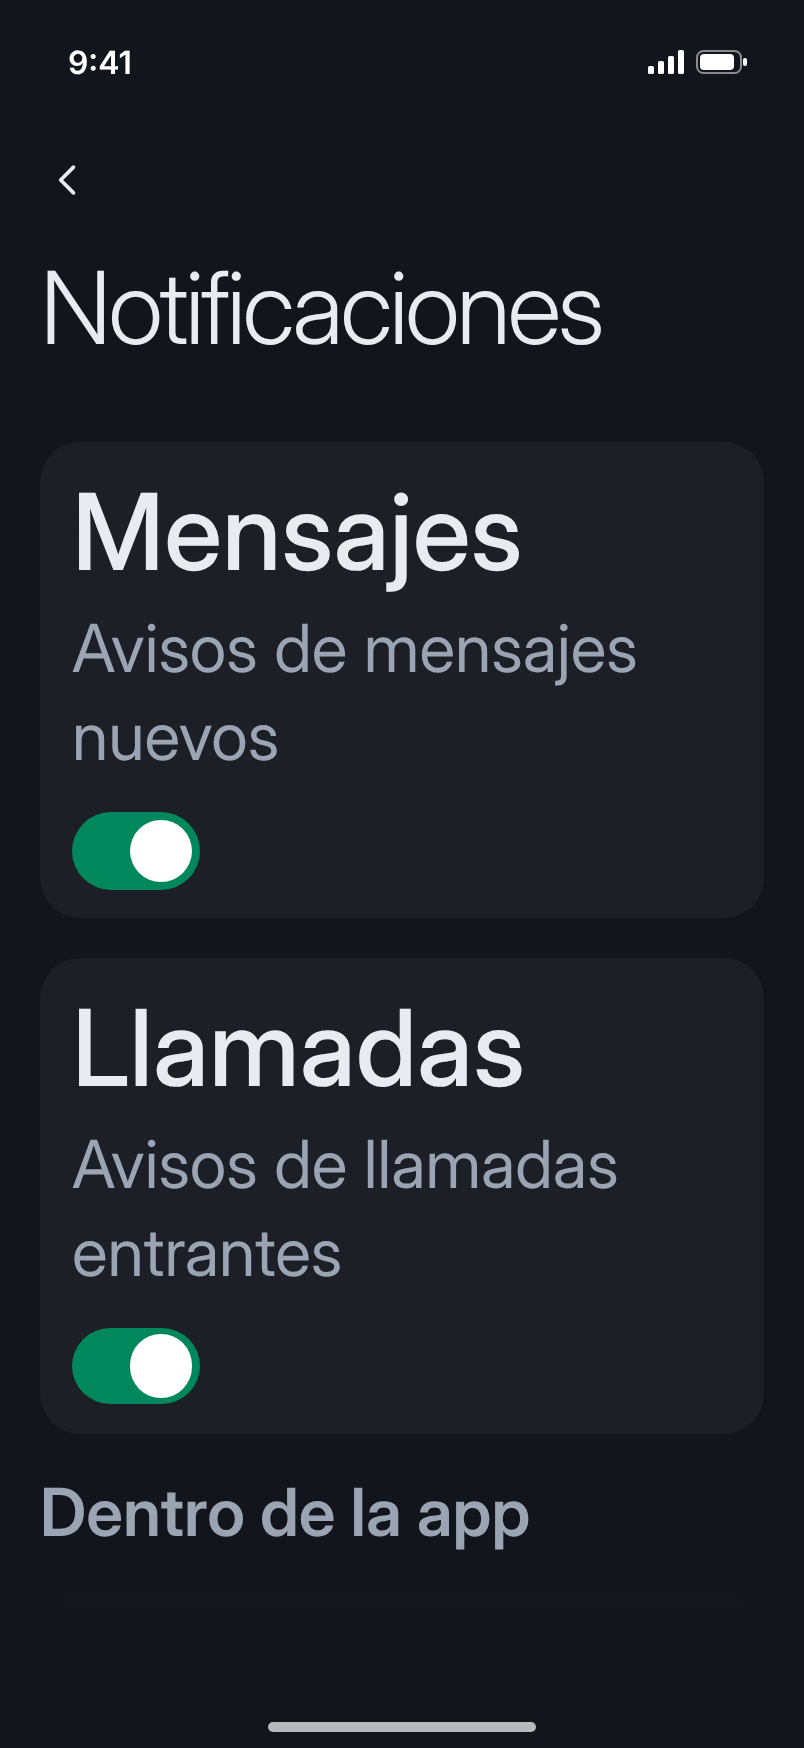 9:41
Notificaciones
Mensajes
Avisos de mensajes
nuevos
Llamadas
Avisos de llamadas
entrantes
Dentro de la app